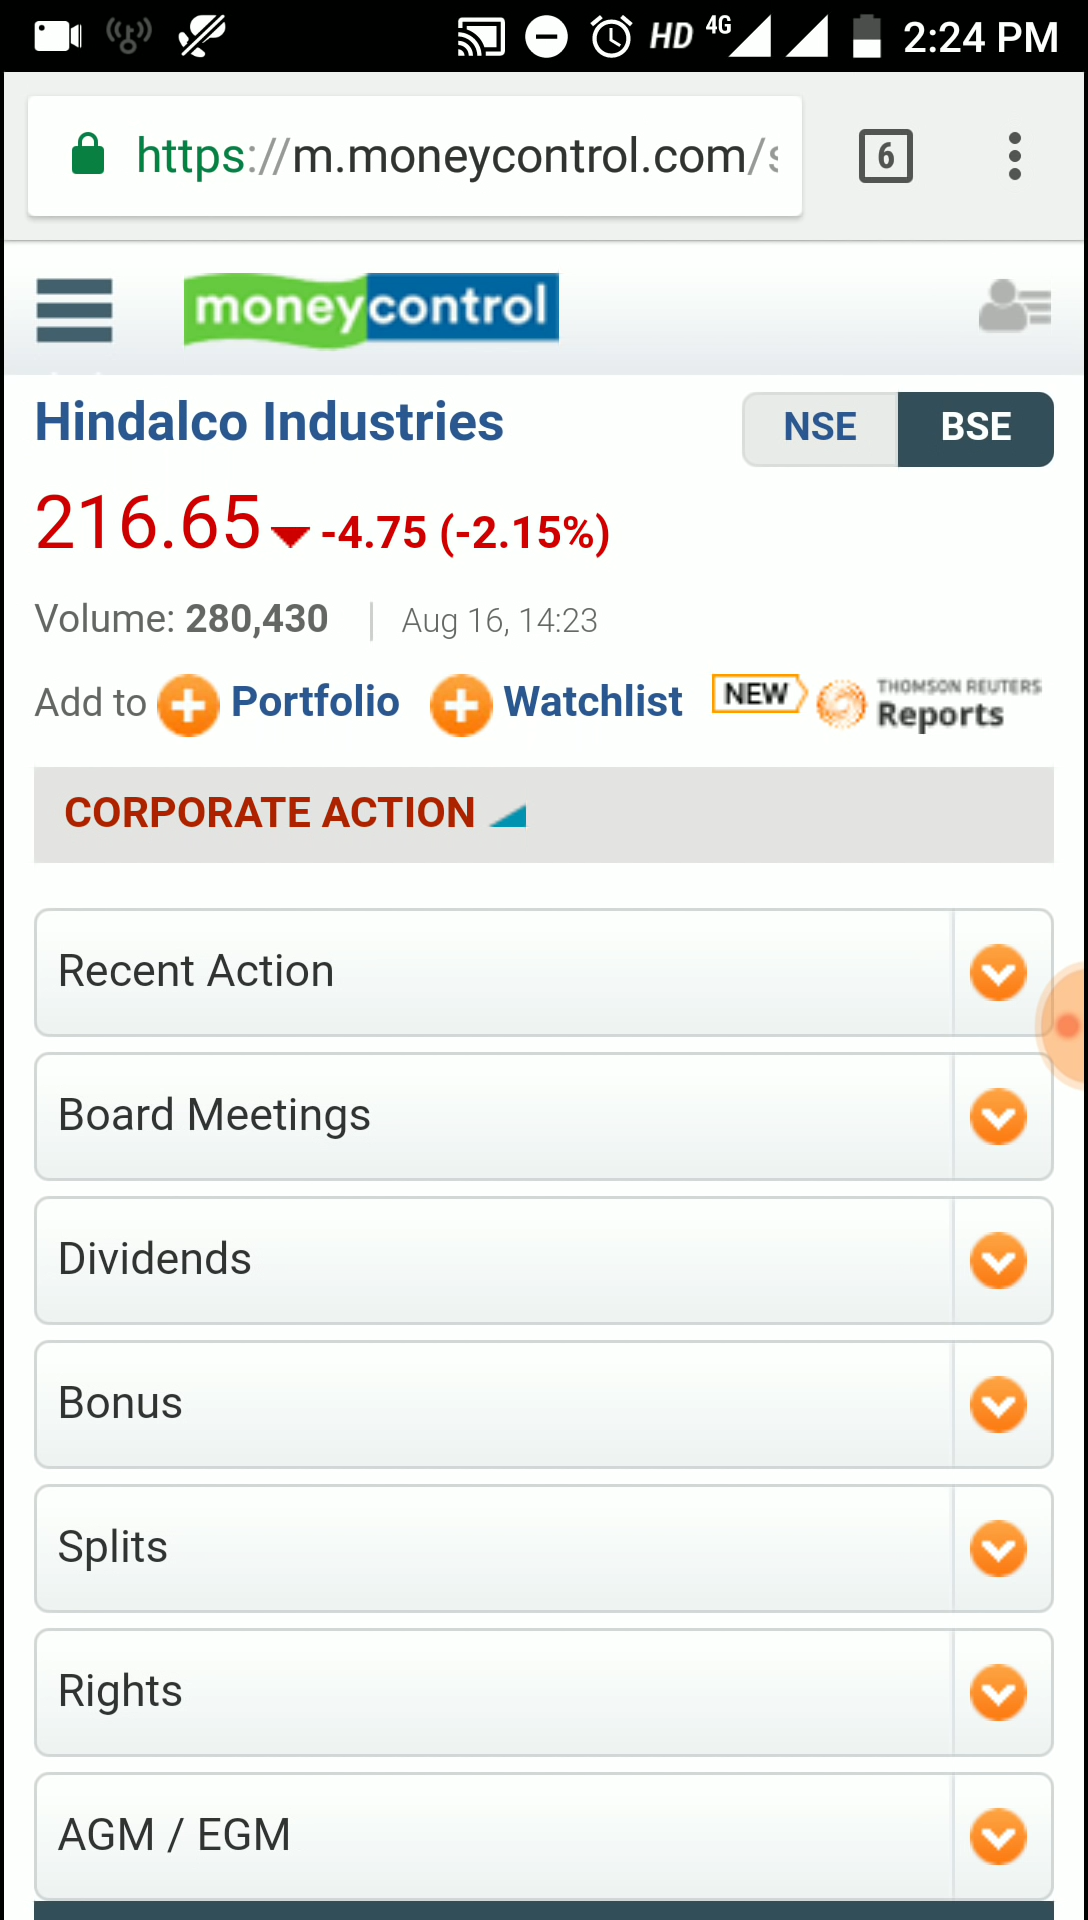 HD 4G 2:24 PM
https://m.moneycontrol.com/s
6
moneycontrol
Hindalco Industries
NSE BSE
216.65 -4.75 (-2.15%)
Volume: 280,430 | Aug 16, 14:23
Add to Portfolio Watchlist NEW THOMSON REUTERS Reports
CORPORATE ACTION
Recent Action
Board Meetings
Dividends
Bonus
Splits
Rights
AGM / EGM